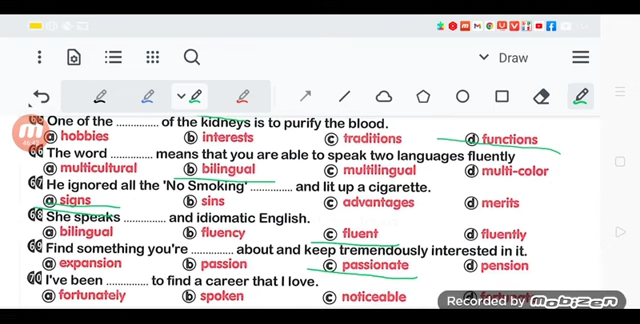 Draw
One of the .............. of the kidneys is to purify the blood.
ⓐ hobbies ⓑ interests ⓒ traditions ⓓ functions
The word ........... means that you are able to speak two languages fluently
ⓐ multicultural ⓑ bilingual ⓒ multilingual ⓓ multi-color
He ignored all the 'No Smoking' ............. and lit up a cigarette.
ⓐ signs ⓑ sins ⓒ advantages ⓓ merits
She speaks ............. and idiomatic English.
ⓐ bilingual ⓑ fluency ⓒ fluent ⓓ fluently
Find something you're ............. about and keep tremendously interested in it.
ⓐ expansion ⓑ passion ⓒ passionate ⓓ pension
I've been ............ to find a career that I love.
ⓐ fortunately ⓑ spoken ⓒ noticeable
Recorded by MOBIZEN